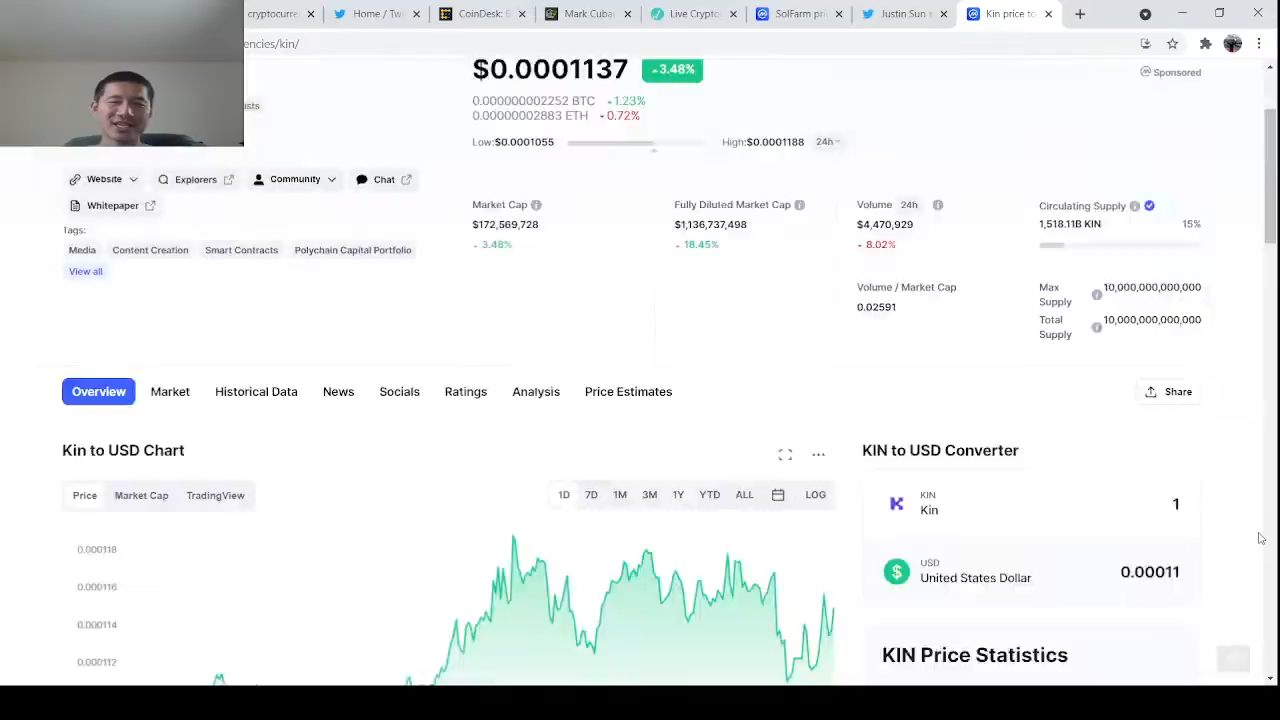 cryptocurre
Home / Tw
CoinDesk: B
Mark Cuba
Live Crypto
SolFarm pri
Justin Sun
Kin price to
encies/kin/
$0.0001137
3.48%
Sponsored
0.000000002252 BTC
1.23%
0.00000002883 ETH
0.72%
Low:$0.0001055
High:$0.0001188
24h
Website
Explorers
Community
Chat
Whitepaper
Tags:
Media
Content Creation
Smart Contracts
Polychain Capital Portfolio
View all
Market Cap
$172,569,728
3.48%
Fully Diluted Market Cap
$1,136,737,498
18.45%
Volume 24h
$4,470,929
8.02%
Circulating Supply
1,518.11B KIN
15%
Volume / Market Cap
0.02591
Max
Supply
10,000,000,000,000
Total
Supply
10,000,000,000,000
Overview
Market
Historical Data
News
Socials
Ratings
Analysis
Price Estimates
Share
Kin to USD Chart
Price
Market Cap
TradingView
1D
7D
1M
3M
1Y
YTD
ALL
LOG
0.000118
0.000116
0.000114
0.000112
KIN to USD Converter
KIN
Kin
1
USD
United States Dollar
0.00011
KIN Price Statistics